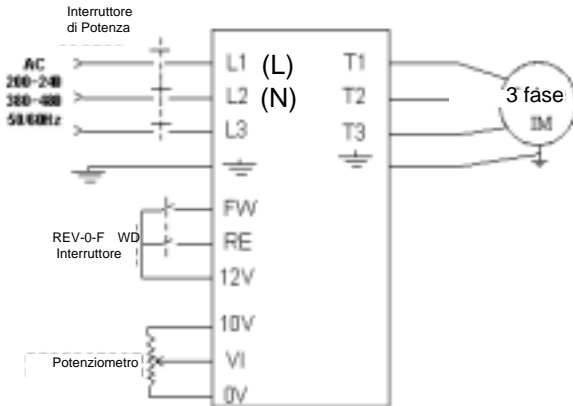 Interruttore
di Potenza
AC
200-240
380-480
50/60Hz
L1 (L)
L2 (N)
L3
T1
T2
T3
3 fase
IM
REV-0-F WD
Interruttore
FW
RE
12V
Potenziometro
10V
VI
0V